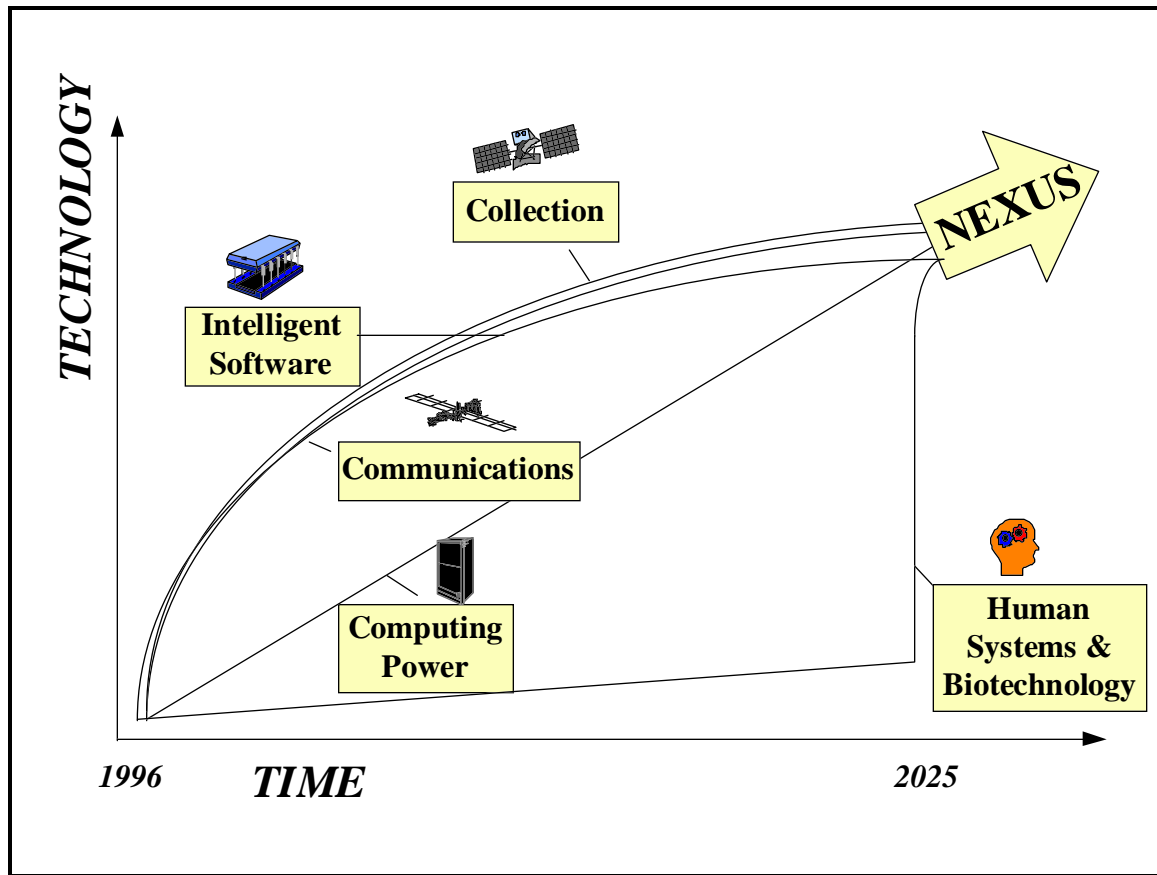 TECHNOLOGY
Collection
NEXUS
Intelligent
Software
Communications
Computing
Power
Human
Systems &
Biotechnology
1996
TIME
2025